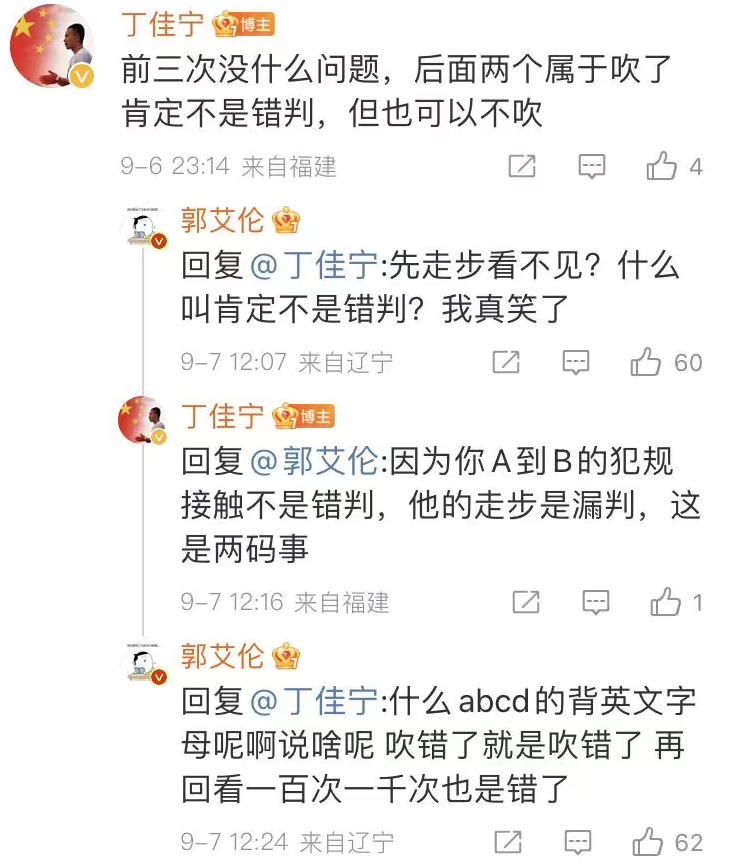 丁佳宁 博主
前三次没什么问题，后面两个属于吹了
肯定不是错判，但也可以不吹
9-6 23:14 来自福建 4
郭艾伦
回复@丁佳宁:先走步看不见？什么
叫肯定不是错判？我真笑了
9-7 12:07 来自辽宁 60
丁佳宁 博主
回复@郭艾伦:因为你A到B的犯规
接触不是错判，他的走步是漏判，这
是两码事
9-7 12:16 来自福建 1
郭艾伦
回复@丁佳宁:什么abcd的背英文字
母呢啊说啥呢 吹错了就是吹错了 再
回看一百次一千次也是错了
9-7 12:24 来自辽宁 62